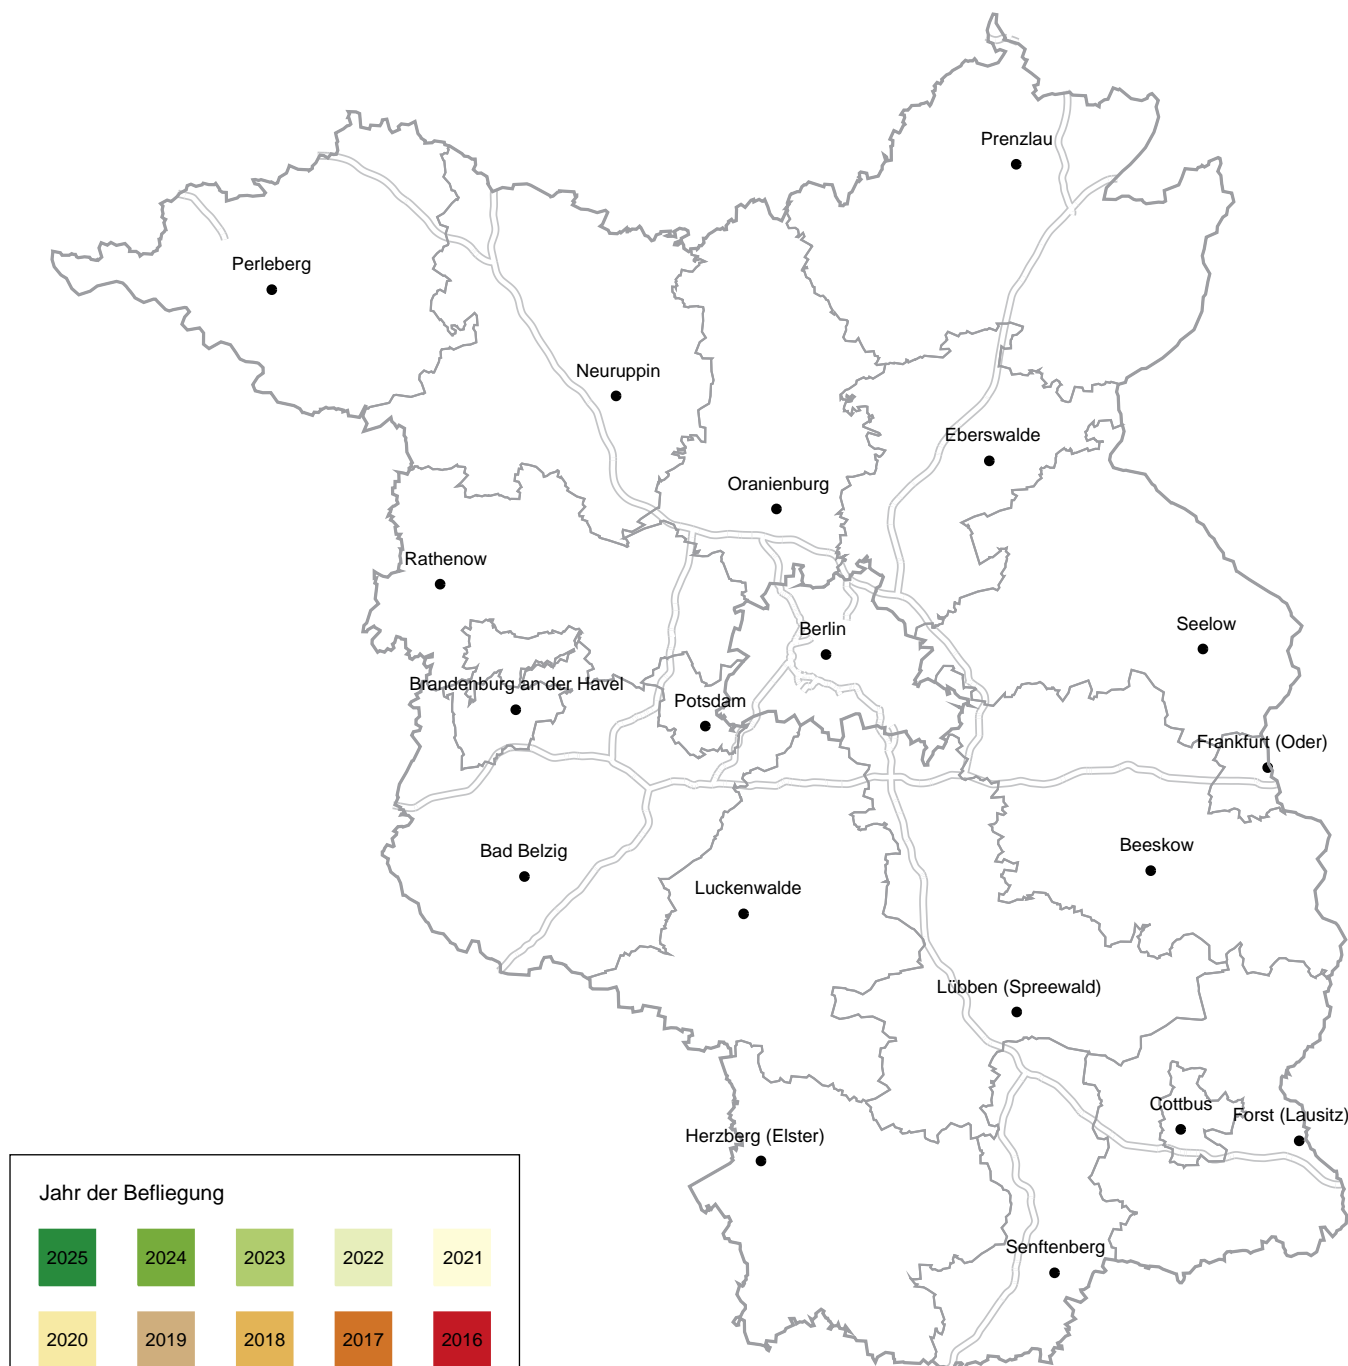 Prenzlau
Perleberg
Neuruppin
Eberswalde
Oranienburg
Rathenow
Seelow
Berlin
Brandenburg an der Havel
Potsdam
Frankfurt (Oder)
Beeskow
Bad Belzig
Luckenwalde
Lübben (Spreewald)
Cottbus
Forst (Lausitz)
Herzberg (Elster)
Senftenberg
Jahr der Befliegung
2025 2024 2023 2022 2021
2020 2019 2018 2017 2016